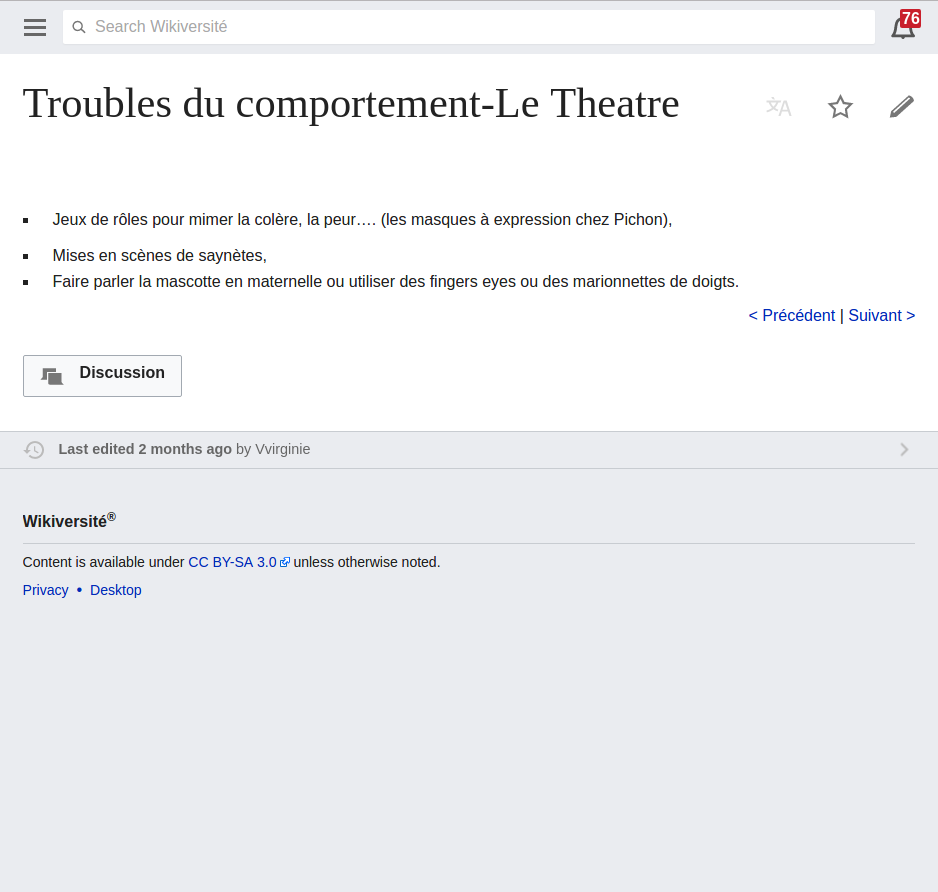 Search Wikiversité
76
Troubles du comportement-Le Theatre
Jeux de rôles pour mimer la colère, la peur…. (les masques à expression chez Pichon),
Mises en scènes de saynètes,
Faire parler la mascotte en maternelle ou utiliser des fingers eyes ou des marionnettes de doigts.
< Précédent | Suivant >
Discussion
Last edited 2 months ago by Vvirginie
Wikiversité®
Content is available under CC BY-SA 3.0 unless otherwise noted.
Privacy • Desktop